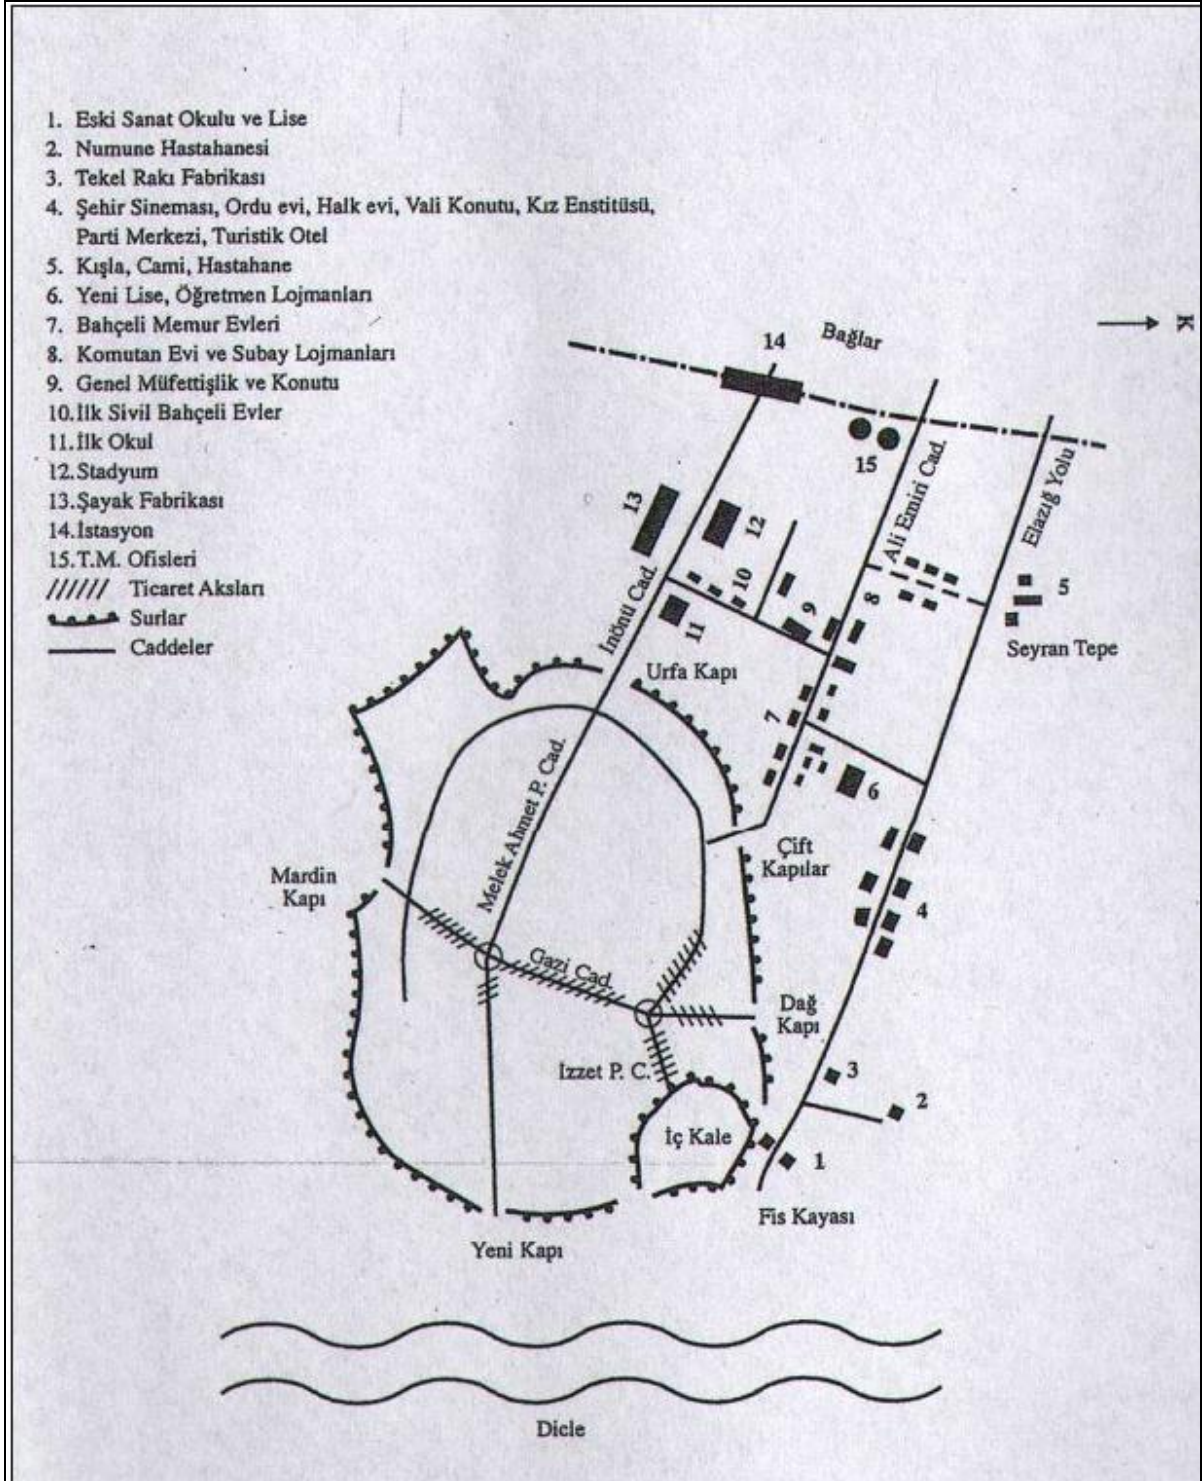 1. Eski Sanat Okulu ve Lise
2. Numune Hastahanesi
3. Tekel Rakı Fabrikası
4. Şehir Sineması, Ordu evi, Halk evi, Vali Konutu, Kız Enstitüsü,
Parti Merkezi, Turistik Otel
5. Kışla, Cami, Hastahane
6. Yeni Lise, Öğretmen Lojmanları
7. Bahçeli Memur Evleri
8. Komutan Evi ve Subay Lojmanları
9. Genel Müfettişlik ve Konutu
10. İlk Sivil Bahçeli Evler
11. İlk Okul
12. Stadyum
13. Şayak Fabrikası
14. İstasyon
15. T.M. Ofisleri
Ticaret Aksları
Surlar
Caddeler
K
14
Bağlar
15
Ali Emiri Cad.
Elazığ Yolu
13
12
10
9
8
5
Seyran Tepe
11
İnönü Cad.
Urfa Kapı
7
6
Melek Ahmet P. Cad.
Çift
Kapılar
Mardin
Kapı
4
Gazi Cad.
Dağ
Kapı
İzzet P. C.
3
2
İç Kale
1
Fis Kayası
Yeni Kapı
Dicle